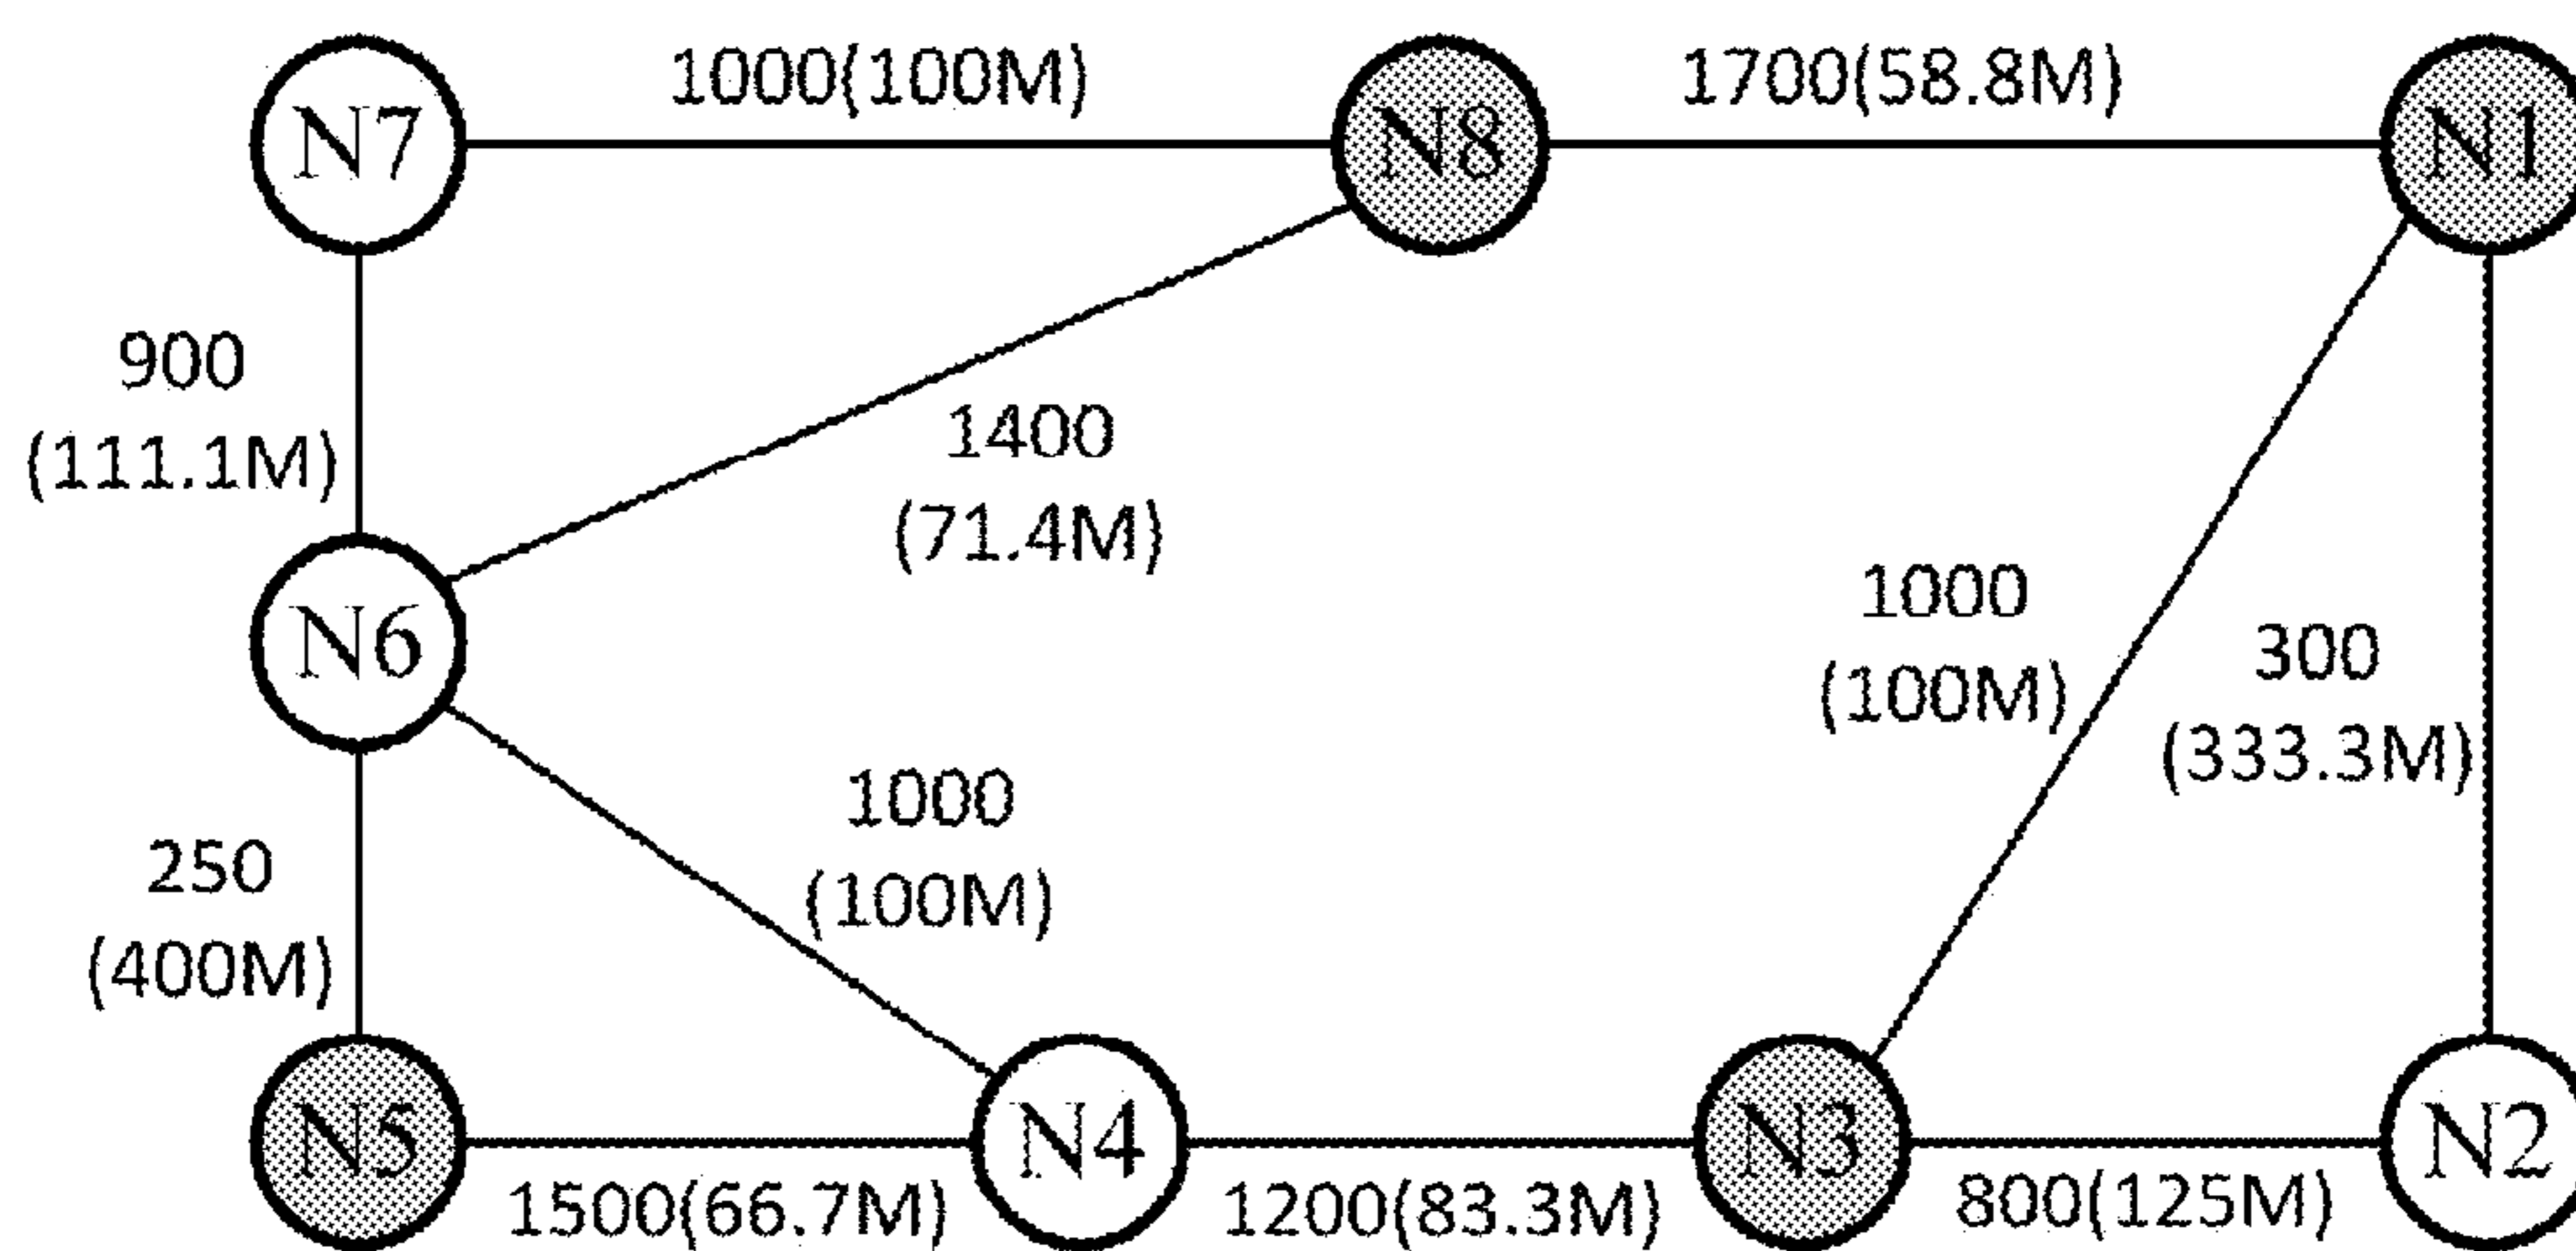 N7
1000(100M)
N8
1700(58.8M)
N1
900
(111.1M)
1400
(71.4M)
N6
1000
(100M)
300
(333.3M)
250
(400M)
1000
(100M)
N5
1500(66.7M)
N4
1200(83.3M)
N3
800(125M)
N2